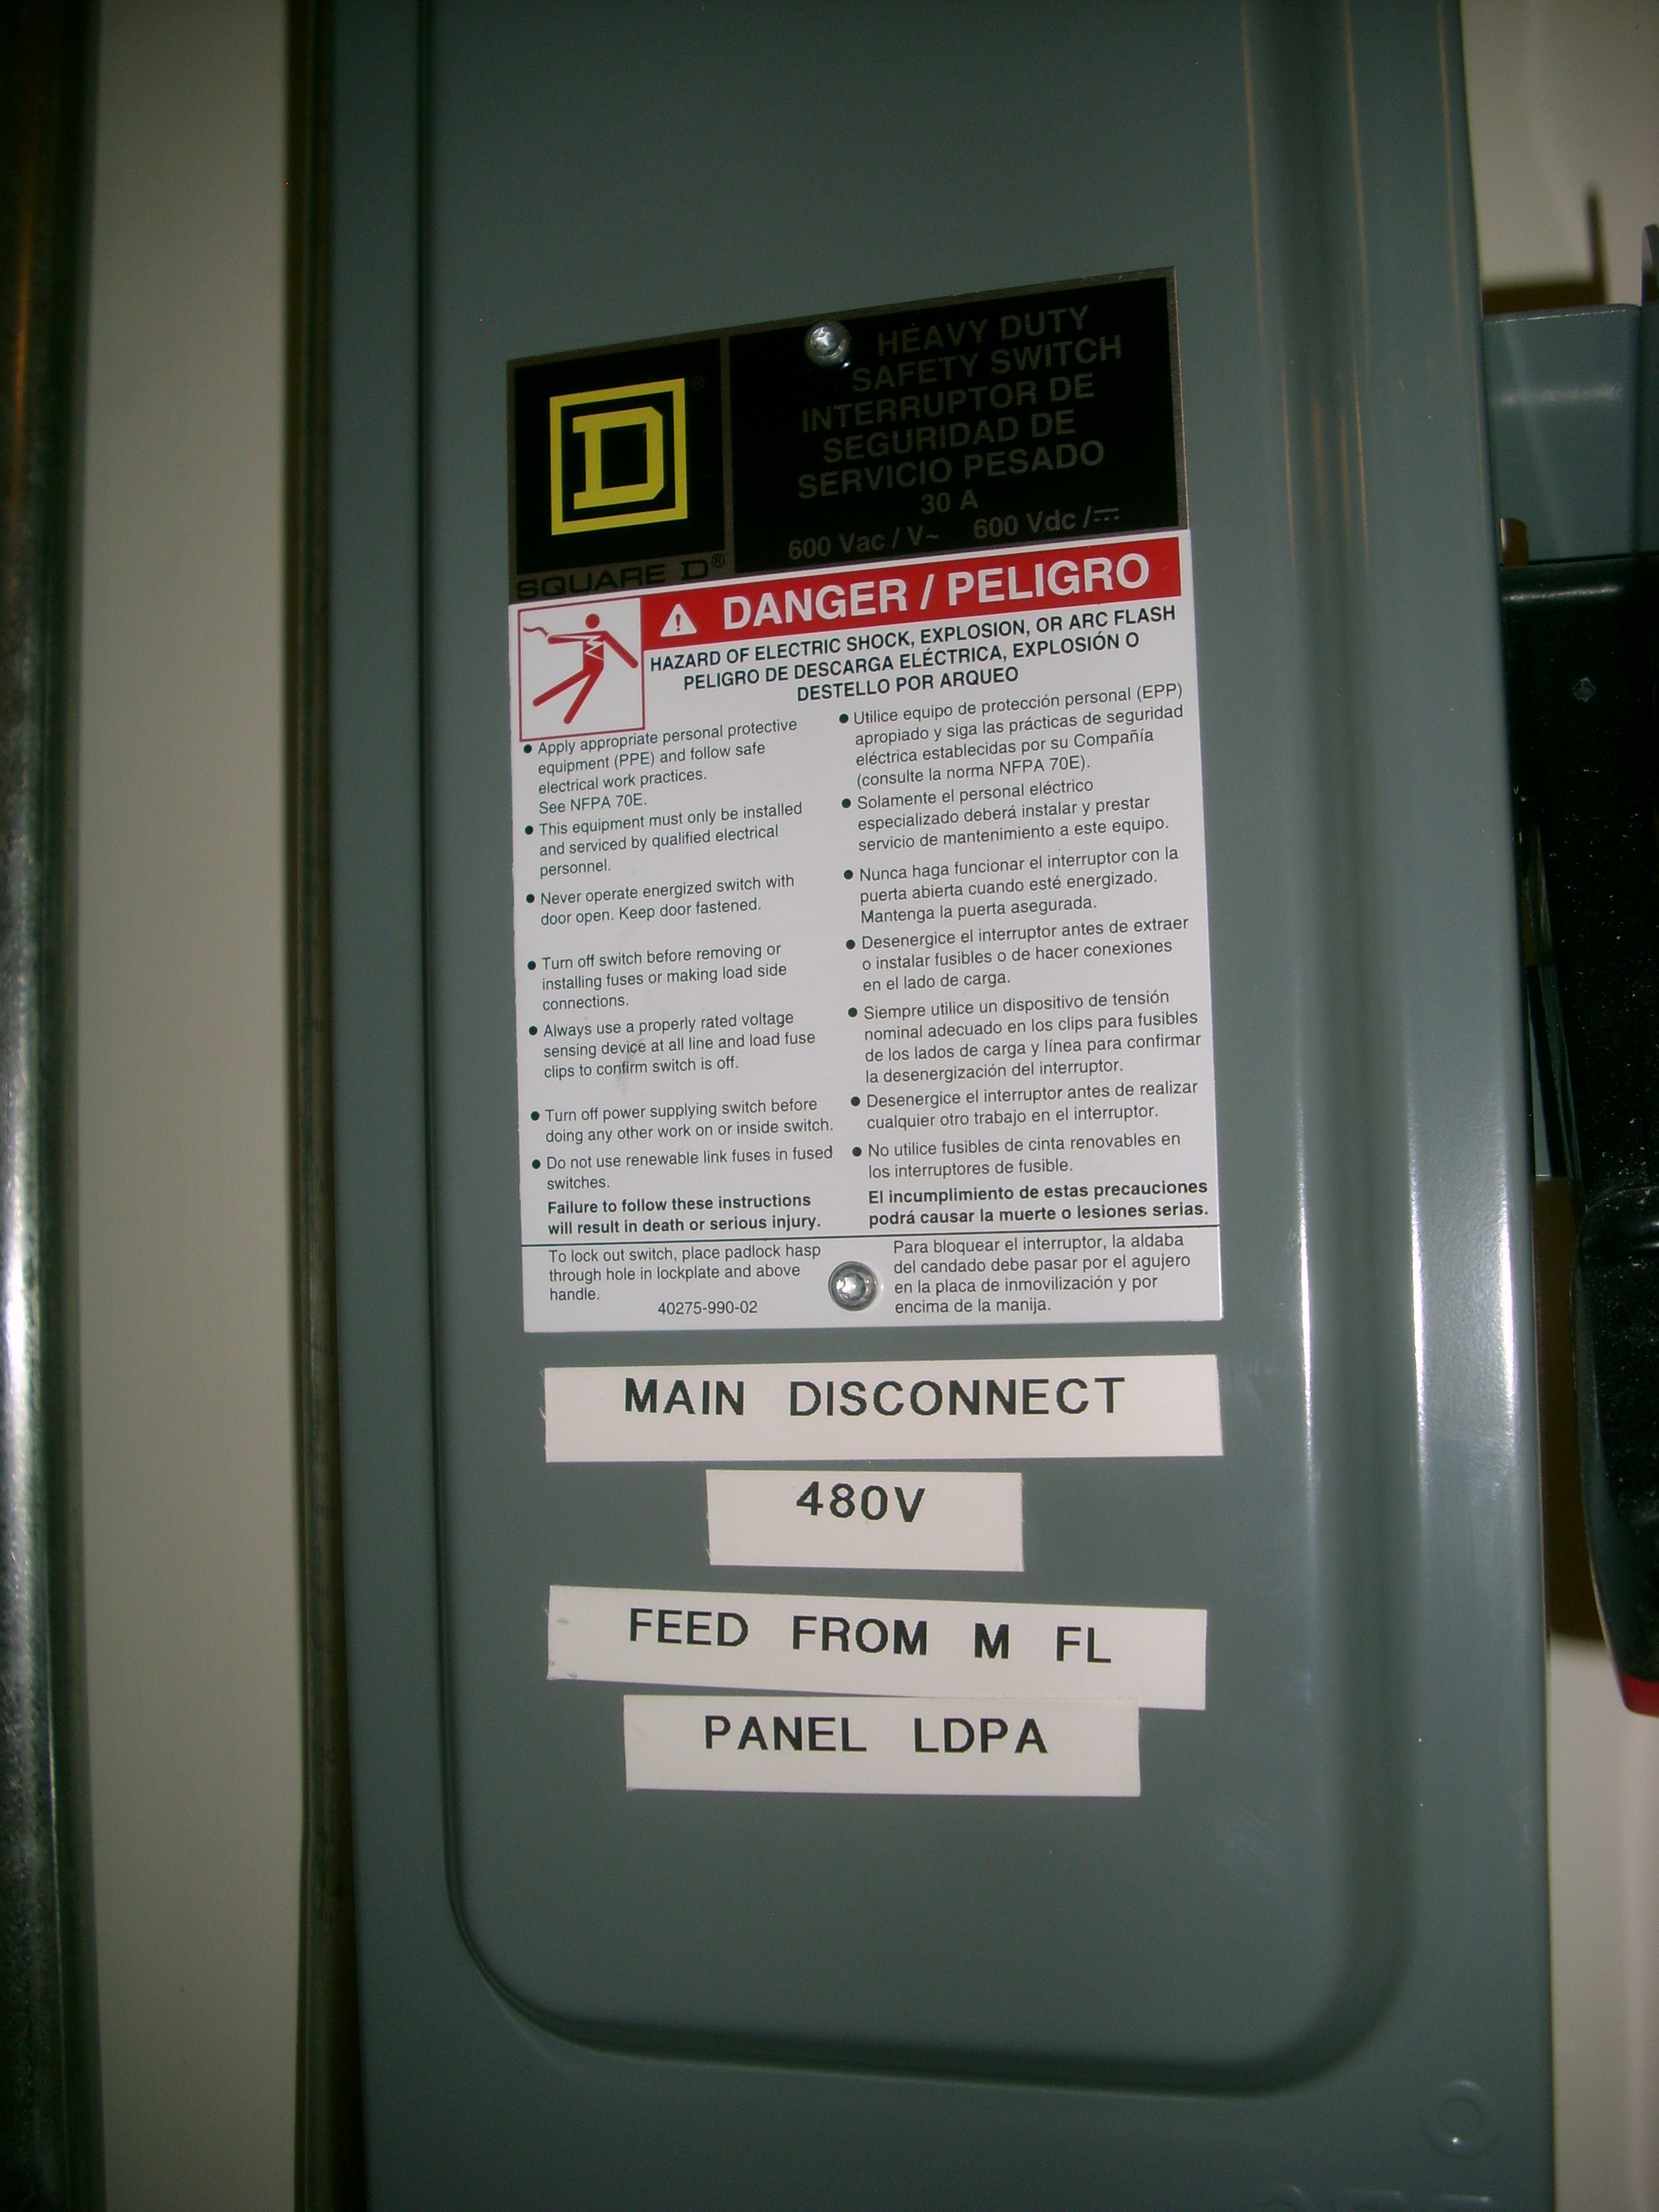 D
®
SQUARE D®
HEAVY DUTY
SAFETY SWITCH
INTERRUPTOR DE
SEGURIDAD DE
SERVICIO PESADO
30 A
600 Vac / V~ 600 Vdc /⎓
⚠ DANGER / PELIGRO
HAZARD OF ELECTRIC SHOCK, EXPLOSION, OR ARC FLASH
PELIGRO DE DESCARGA ELÉCTRICA, EXPLOSIÓN O
DESTELLO POR ARQUEO
● Apply appropriate personal protective
equipment (PPE) and follow safe
electrical work practices.
See NFPA 70E.
● This equipment must only be installed
and serviced by qualified electrical
personnel.
● Never operate energized switch with
door open. Keep door fastened.
● Turn off switch before removing or
installing fuses or making load side
connections.
● Always use a properly rated voltage
sensing device at all line and load fuse
clips to confirm switch is off.
● Turn off power supplying switch before
doing any other work on or inside switch.
● Do not use renewable link fuses in fused
switches.
Failure to follow these instructions
will result in death or serious injury.
● Utilice equipo de protección personal (EPP)
apropiado y siga las prácticas de seguridad
eléctrica establecidas por su Compañía
(consulte la norma NFPA 70E).
● Solamente el personal eléctrico
especializado deberá instalar y prestar
servicio de mantenimiento a este equipo.
● Nunca haga funcionar el interruptor con la
puerta abierta cuando esté energizado.
Mantenga la puerta asegurada.
● Desenergice el interruptor antes de extraer
o instalar fusibles o de hacer conexiones
en el lado de carga.
● Siempre utilice un dispositivo de tensión
nominal adecuado en los clips para fusibles
de los lados de carga y línea para confirmar
la desenergización del interruptor.
● Desenergice el interruptor antes de realizar
cualquier otro trabajo en el interruptor.
● No utilice fusibles de cinta renovables en
los interruptores de fusible.
El incumplimiento de estas precauciones
podrá causar la muerte o lesiones serias.
To lock out switch, place padlock hasp
through hole in lockplate and above
handle.
40275-990-02
Para bloquear el interruptor, la aldaba
del candado debe pasar por el agujero
en la placa de inmovilización y por
encima de la manija.
MAIN DISCONNECT
480V
FEED FROM M FL
PANEL LDPA